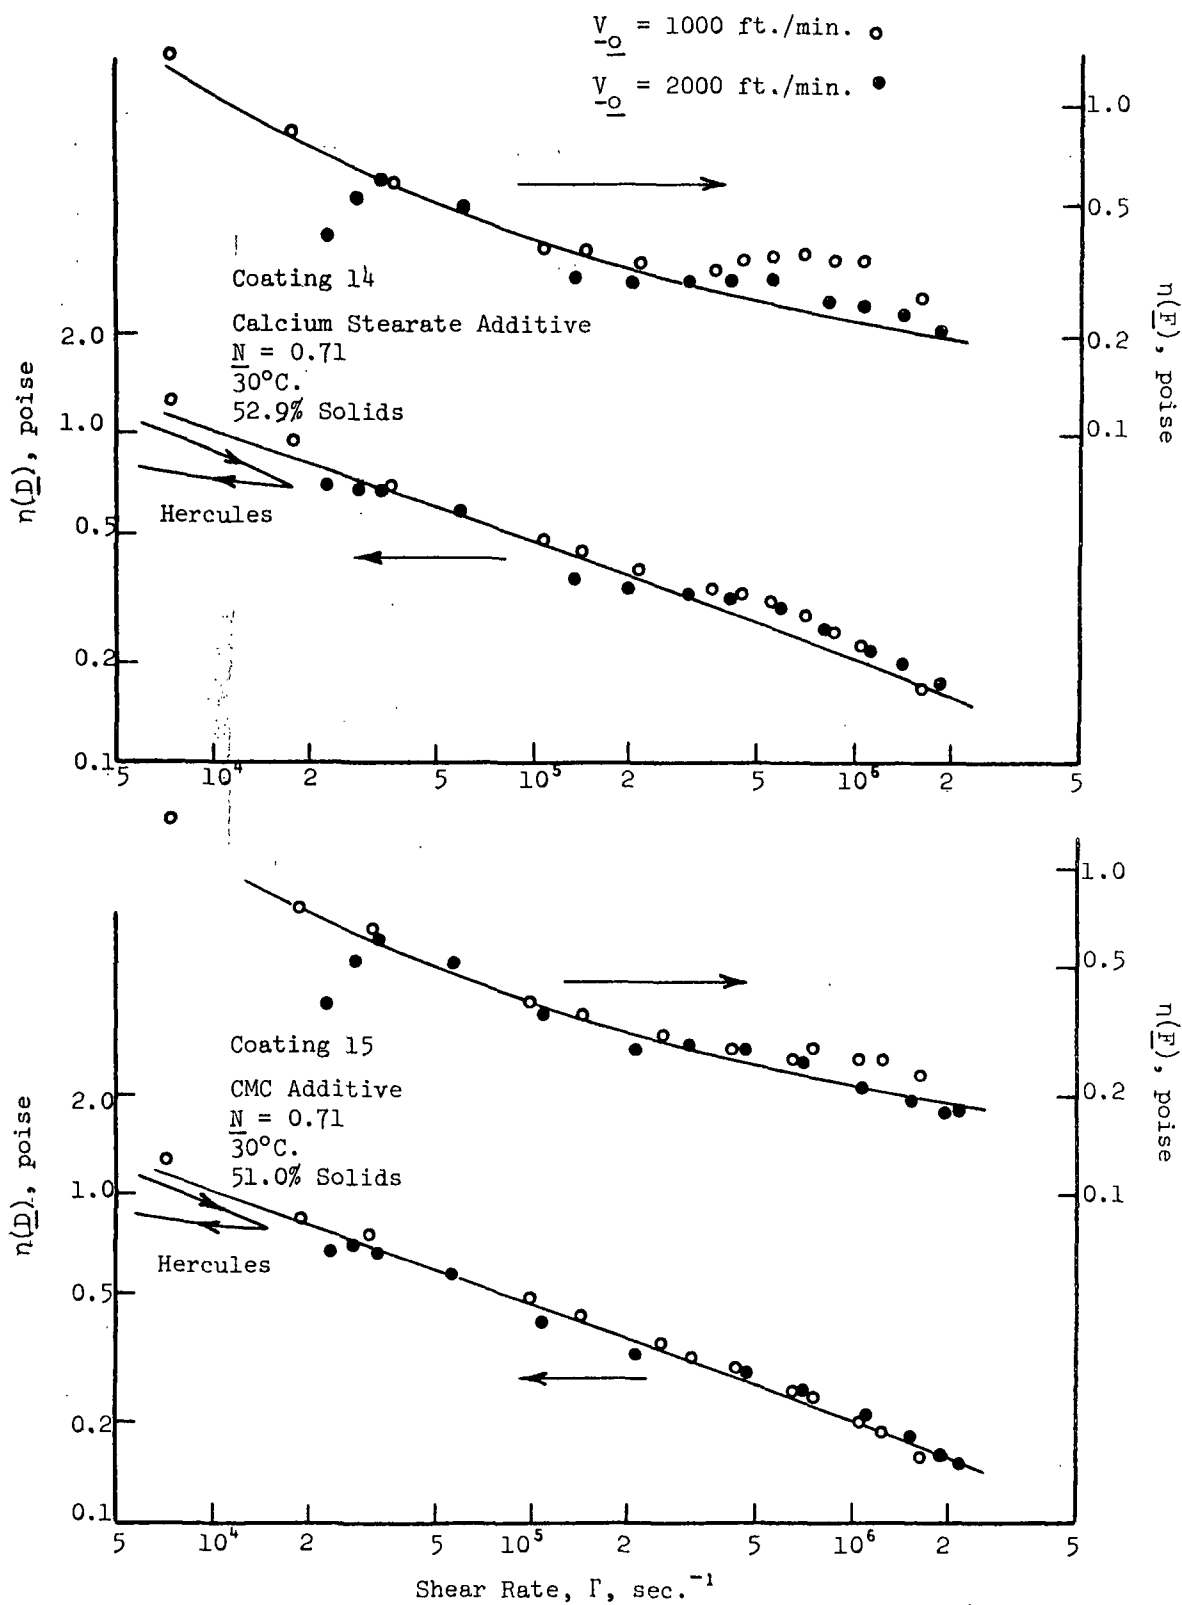 V̲o̲ = 1000 ft./min.
V̲o̲ = 2000 ft./min.
1.0
0.5
0.2
0.1
η(F̲), poise
Coating 14
Calcium Stearate Additive
N̲ = 0.71
30°C.
52.9% Solids
Hercules
2.0
1.0
0.5
0.2
0.1
η(D̲), poise
5 10⁴ 2 5 10⁵ 2 5 10⁶ 2 5
1.0
0.5
0.2
0.1
η(F̲), poise
Coating 15
CMC Additive
N̲ = 0.71
30°C.
51.0% Solids
Hercules
2.0
1.0
0.5
0.2
0.1
η(D̲), poise
5 10⁴ 2 5 10⁵ 2 5 10⁶ 2 5
Shear Rate, Γ, sec.⁻¹